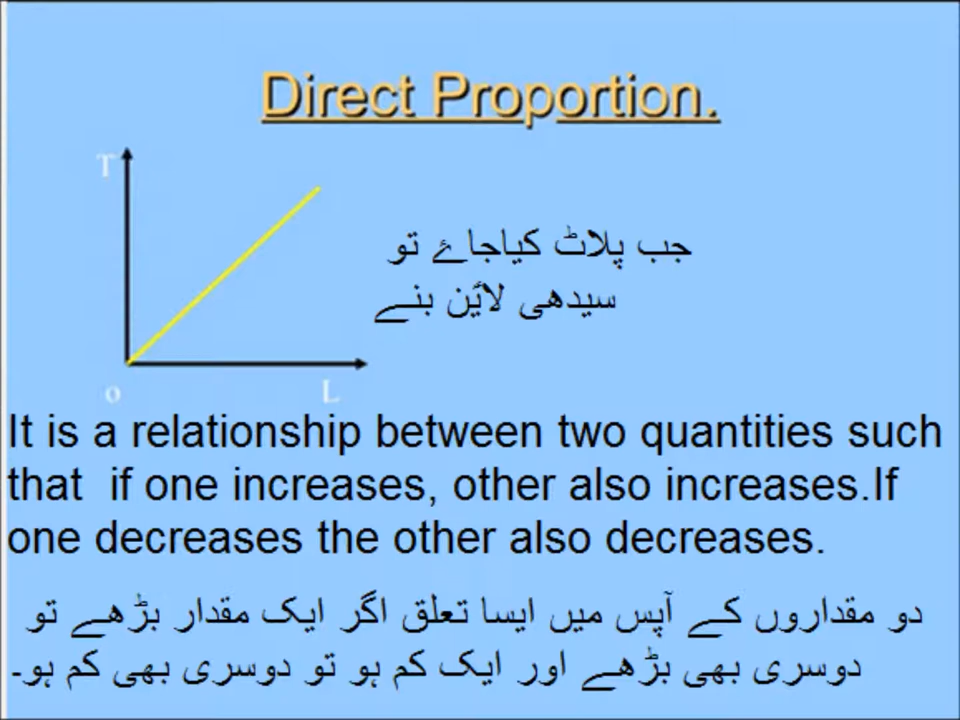 Direct Proportion.
T
جب پلاٹ کیاجاۓ تو
سیدھی لایٔن بنے
o
L
It is a relationship between two quantities such
that if one increases, other also increases.If
one decreases the other also decreases.
دو مقداروں کے آپس میں ایسا تعلق اگر ایک مقدار بڑھے تو
دوسری بھی بڑھے اور ایک کم ہو تو دوسری بھی کم ہو۔